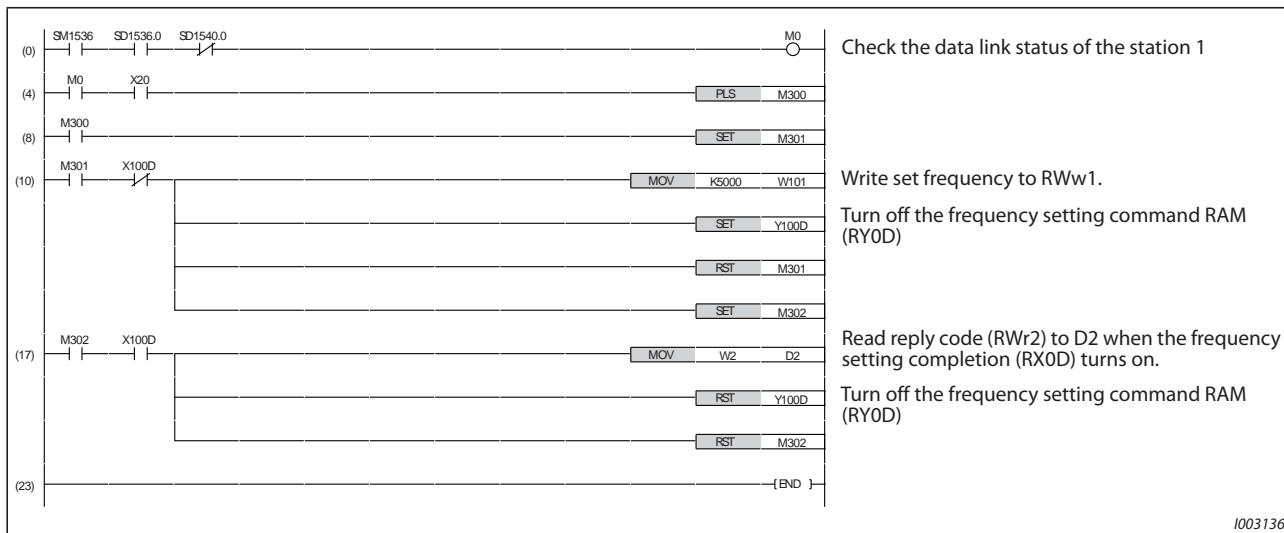 SM1536 SD1536.0 SD1540.0 M0
(0) Check the data link status of the station 1
M0 X20
(4) PLS M300
M300
(8) SET M301
M301 X100D
(10) MOV K5000 W101 Write set frequency to RWw1.
SET Y100D Turn off the frequency setting command RAM
(RY0D)
RST M301
SET M302
M302 X100D
(17) MOV W2 D2 Read reply code (RWr2) to D2 when the frequency
setting completion (RX0D) turns on.
RST Y100D Turn off the frequency setting command RAM
(RY0D)
RST M302
(23) END
I003136